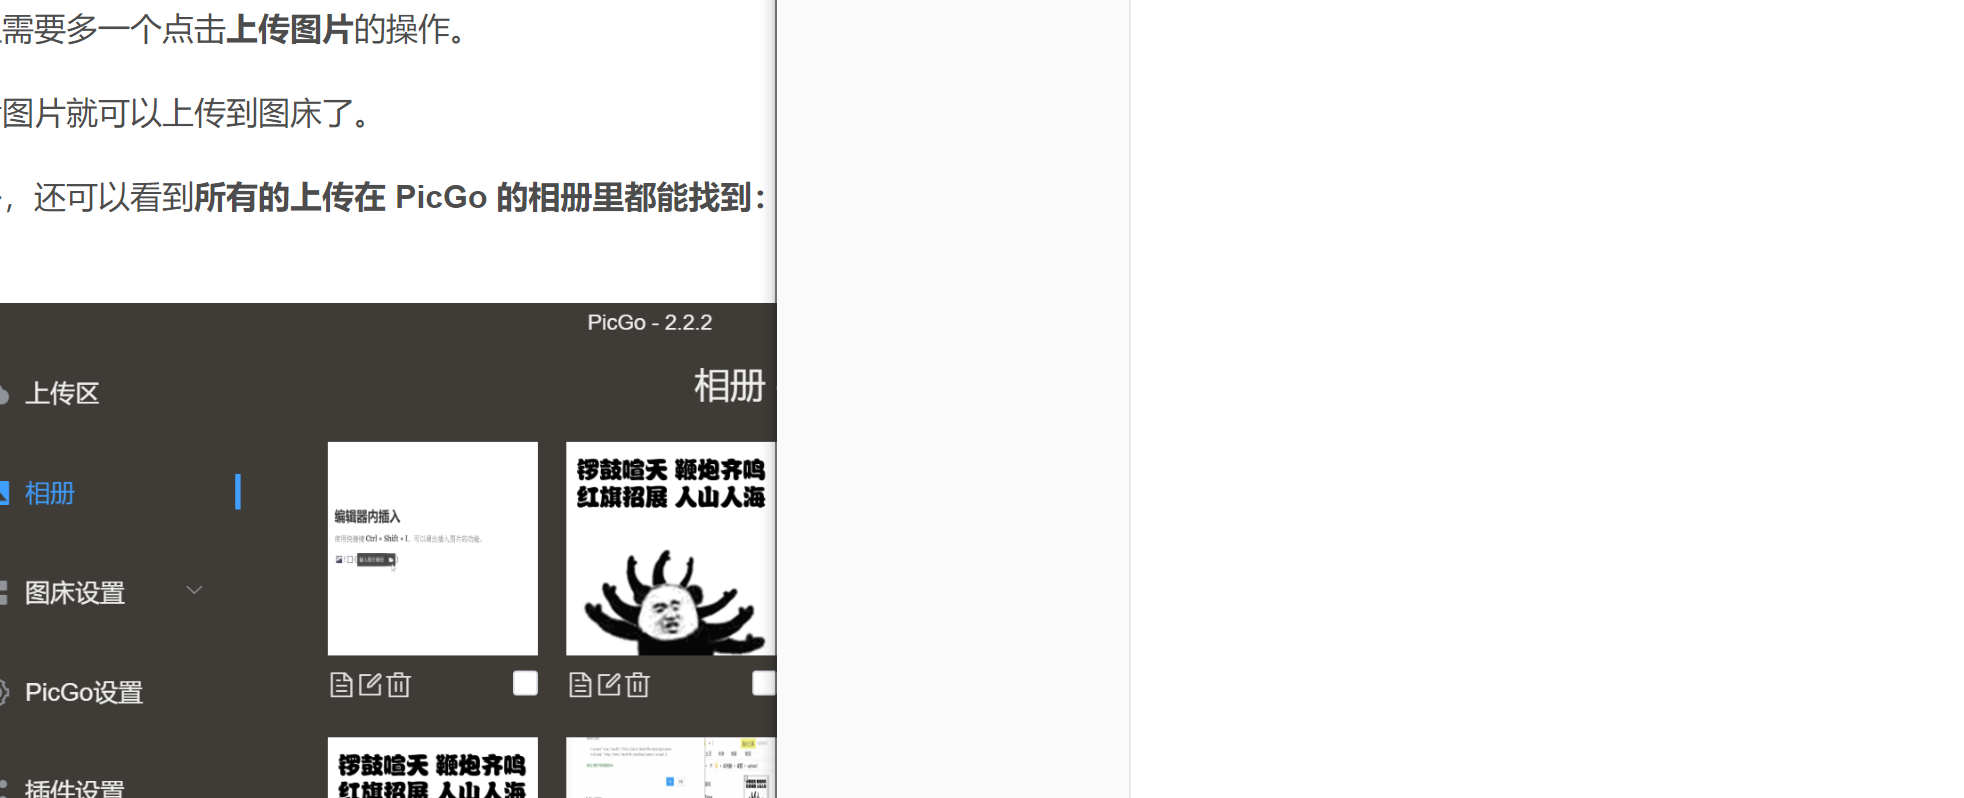 需要多一个点击上传图片的操作。
图片就可以上传到图床了。
，还可以看到所有的上传在 PicGo 的相册里都能找到：
PicGo - 2.2.2
相册
上传区
相册
图床设置
PicGo设置
插件设置
编辑器内插入
使用快捷键 Ctrl + Shift + I，可以调出插入图片的功能。
锣鼓喧天 鞭炮齐鸣
红旗招展 人山人海
锣鼓喧天 鞭炮齐鸣
红旗招展 人山人海